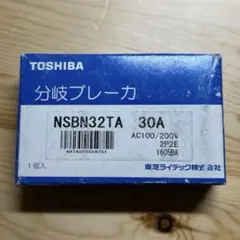 TOSHIBA
分岐ブレーカ
NSBN32TA 30A
AC100/200V
2P2E
1605BA
1個入
東芝ライテック株式会社